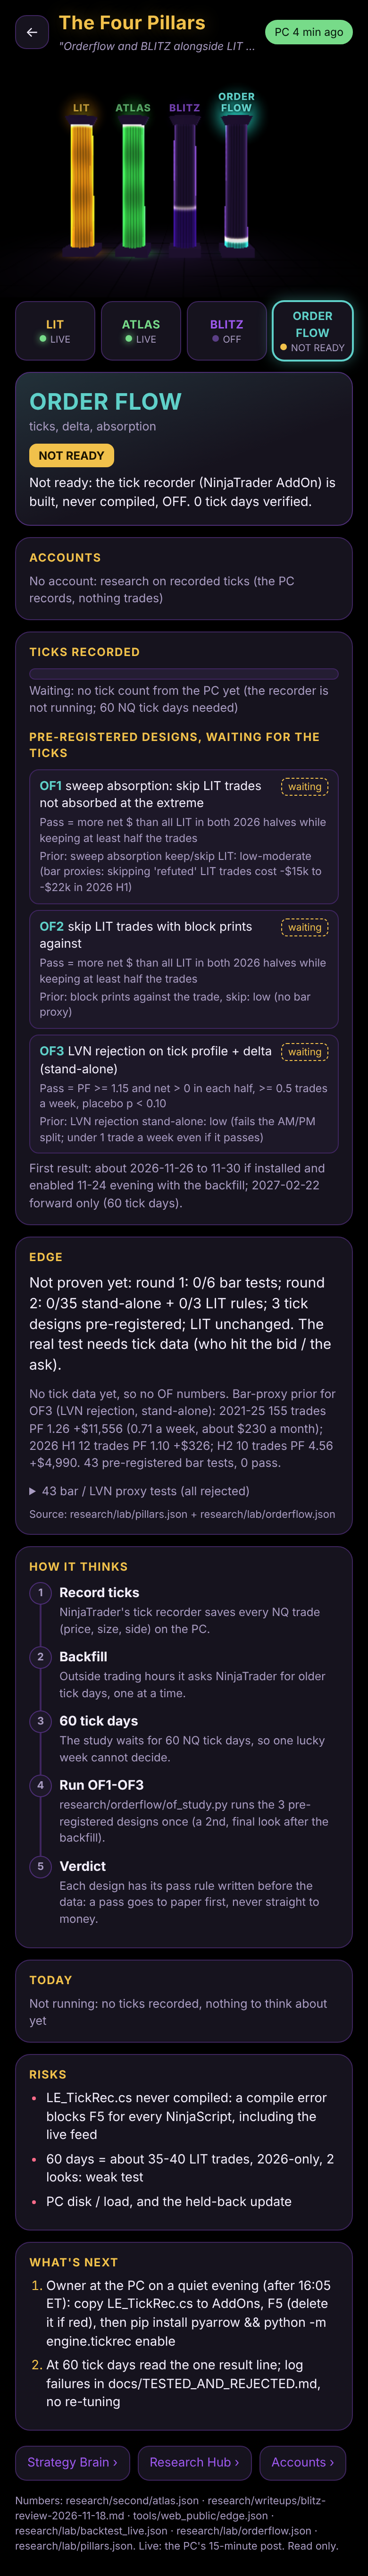 ←
The Four Pillars
"Orderflow and BLITZ alongside LIT ...
PC 4 min ago
LIT
ATLAS
BLITZ
ORDER
FLOW
LIT
LIVE
ATLAS
LIVE
BLITZ
OFF
ORDER
FLOW
NOT READY
ORDER FLOW
ticks, delta, absorption
NOT READY
Not ready: the tick recorder (NinjaTrader AddOn) is
built, never compiled, OFF. 0 tick days verified.
ACCOUNTS
No account: research on recorded ticks (the PC
records, nothing trades)
TICKS RECORDED
Waiting: no tick count from the PC yet (the recorder is
not running; 60 NQ tick days needed)
PRE-REGISTERED DESIGNS, WAITING FOR THE
TICKS
OF1 sweep absorption: skip LIT trades
not absorbed at the extreme
waiting
Pass = more net $ than all LIT in both 2026 halves while
keeping at least half the trades
Prior: sweep absorption keep/skip LIT: low-moderate
(bar proxies: skipping 'refuted' LIT trades cost -$15k to
-$22k in 2026 H1)
OF2 skip LIT trades with block prints
against
waiting
Pass = more net $ than all LIT in both 2026 halves while
keeping at least half the trades
Prior: block prints against the trade, skip: low (no bar
proxy)
OF3 LVN rejection on tick profile + delta
(stand-alone)
waiting
Pass = PF >= 1.15 and net > 0 in each half, >= 0.5 trades
a week, placebo p < 0.10
Prior: LVN rejection stand-alone: low (fails the AM/PM
split; under 1 trade a week even if it passes)
First result: about 2026-11-26 to 11-30 if installed and
enabled 11-24 evening with the backfill; 2027-02-22
forward only (60 tick days).
EDGE
Not proven yet: round 1: 0/6 bar tests; round
2: 0/35 stand-alone + 0/3 LIT rules; 3 tick
designs pre-registered; LIT unchanged. The
real test needs tick data (who hit the bid / the
ask).
No tick data yet, so no OF numbers. Bar-proxy prior for
OF3 (LVN rejection, stand-alone): 2021-25 155 trades
PF 1.26 +$11,556 (0.71 a week, about $230 a month);
2026 H1 12 trades PF 1.10 +$326; H2 10 trades PF 4.56
+$4,990. 43 pre-registered bar tests, 0 pass.
▶ 43 bar / LVN proxy tests (all rejected)
Source: research/lab/pillars.json + research/lab/orderflow.json
HOW IT THINKS
1 Record ticks
NinjaTrader's tick recorder saves every NQ trade
(price, size, side) on the PC.
2 Backfill
Outside trading hours it asks NinjaTrader for older
tick days, one at a time.
3 60 tick days
The study waits for 60 NQ tick days, so one lucky
week cannot decide.
4 Run OF1-OF3
research/orderflow/of_study.py runs the 3 pre-
registered designs once (a 2nd, final look after the
backfill).
5 Verdict
Each design has its pass rule written before the
data: a pass goes to paper first, never straight to
money.
TODAY
Not running: no ticks recorded, nothing to think about
yet
RISKS
• LE_TickRec.cs never compiled: a compile error
blocks F5 for every NinjaScript, including the
live feed
• 60 days = about 35-40 LIT trades, 2026-only, 2
looks: weak test
• PC disk / load, and the held-back update
WHAT'S NEXT
1. Owner at the PC on a quiet evening (after 16:05
ET): copy LE_TickRec.cs to AddOns, F5 (delete
it if red), then pip install pyarrow && python -m
engine.tickrec enable
2. At 60 tick days read the one result line; log
failures in docs/TESTED_AND_REJECTED.md,
no re-tuning
Strategy Brain ›
Research Hub ›
Accounts ›
Numbers: research/second/atlas.json · research/writeups/blitz-
review-2026-11-18.md · tools/web_public/edge.json ·
research/lab/backtest_live.json · research/lab/orderflow.json ·
research/lab/pillars.json. Live: the PC's 15-minute post. Read only.